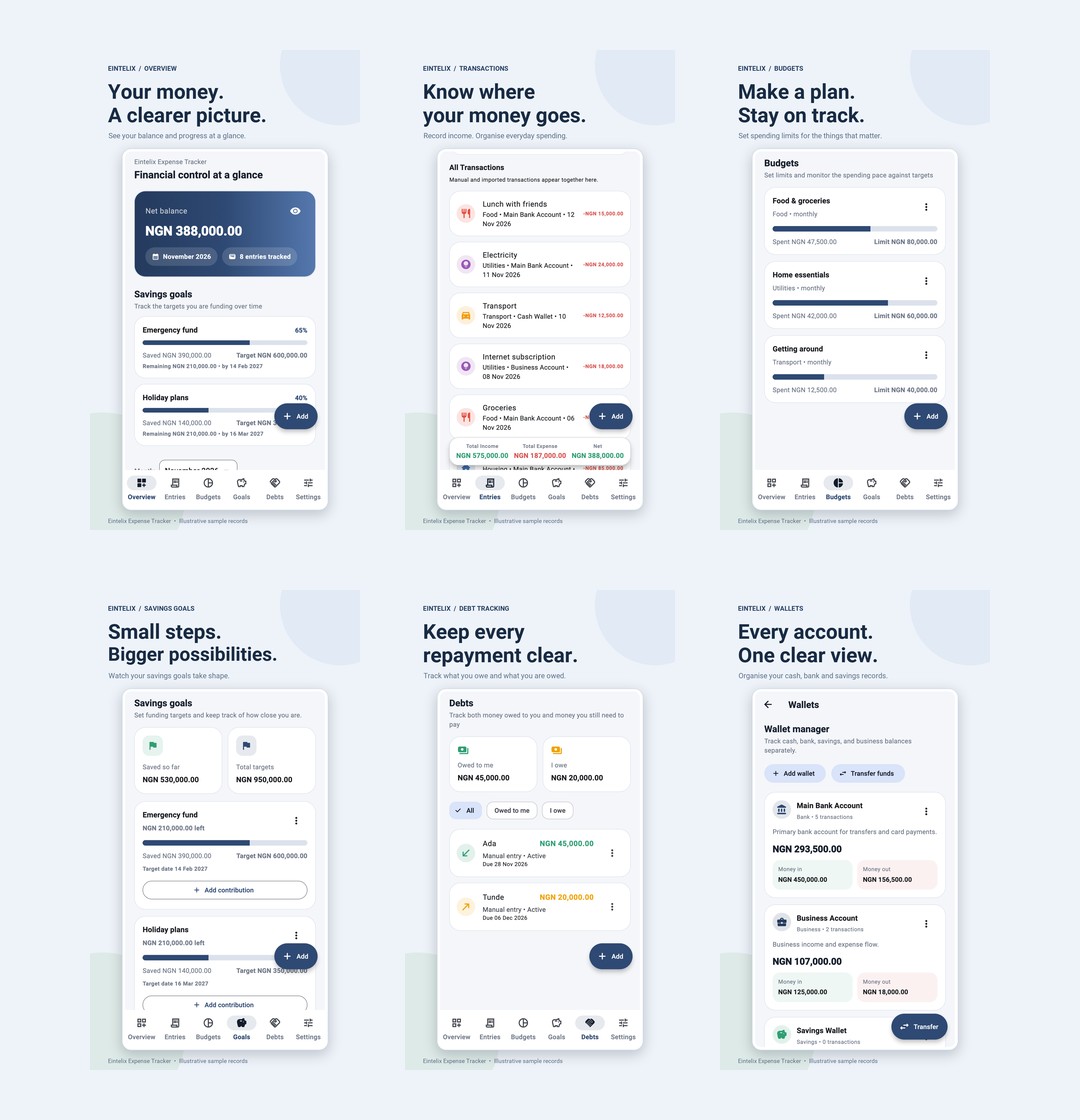 EINTELIX / OVERVIEW
Your money.
A clearer picture.
See your balance and progress at a glance.
Eintelix Expense Tracker
Financial control at a glance
Net balance
NGN 388,000.00
November 2026
8 entries tracked
Savings goals
Track the targets you are funding over time
Emergency fund 65%
Saved NGN 390,000.00 Target NGN 600,000.00
Remaining NGN 210,000.00 • by 14 Feb 2027
Holiday plans 40%
Saved NGN 140,000.00 Target NGN
Remaining NGN 210,000.00 • by 16 Mar 2027
+ Add
November 2026
Overview Entries Budgets Goals Debts Settings
Eintelix Expense Tracker • Illustrative sample records
EINTELIX / TRANSACTIONS
Know where
your money goes.
Record income. Organise everyday spending.
All Transactions
Manual and imported transactions appear together here.
Lunch with friends
Food • Main Bank Account • 12
Nov 2026
-NGN 15,000.00
Electricity
Utilities • Main Bank Account •
11 Nov 2026
-NGN 24,000.00
Transport
Transport • Cash Wallet • 10
Nov 2026
-NGN 12,500.00
Internet subscription
Utilities • Business Account •
08 Nov 2026
-NGN 18,000.00
Groceries
Food • Main Bank Account • 06
Nov 2026
+ Add
Total Income Total Expense Net
NGN 575,000.00 NGN 187,000.00 NGN 388,000.00
Housing • Main Bank Account • -NGN 80,000.00
Overview Entries Budgets Goals Debts Settings
Eintelix Expense Tracker • Illustrative sample records
EINTELIX / BUDGETS
Make a plan.
Stay on track.
Set spending limits for the things that matter.
Budgets
Set limits and monitor the spending pace against targets
Food & groceries
Food • monthly
Spent NGN 47,500.00 Limit NGN 80,000.00
Home essentials
Utilities • monthly
Spent NGN 42,000.00 Limit NGN 60,000.00
Getting around
Transport • monthly
Spent NGN 12,500.00 Limit NGN 40,000.00
+ Add
Overview Entries Budgets Goals Debts Settings
Eintelix Expense Tracker • Illustrative sample records
EINTELIX / SAVINGS GOALS
Small steps.
Bigger possibilities.
Watch your savings goals take shape.
Savings goals
Set funding targets and keep track of how close you are.
Saved so far
NGN 530,000.00
Total targets
NGN 950,000.00
Emergency fund
NGN 210,000.00 left
Saved NGN 390,000.00 Target NGN 600,000.00
Target date 14 Feb 2027
+ Add contribution
Holiday plans
NGN 210,000.00 left
+ Add
Saved NGN 140,000.00 Target NGN 350,000.00
Target date 16 Mar 2027
+ Add contribution
Overview Entries Budgets Goals Debts Settings
Eintelix Expense Tracker • Illustrative sample records
EINTELIX / DEBT TRACKING
Keep every
repayment clear.
Track what you owe and what you are owed.
Debts
Track both money owed to you and money you still need to
pay
Owed to me
NGN 45,000.00
I owe
NGN 20,000.00
All Owed to me I owe
Ada NGN 45,000.00
Manual entry • Active
Due 28 Nov 2026
Tunde NGN 20,000.00
Manual entry • Active
Due 06 Dec 2026
+ Add
Overview Entries Budgets Goals Debts Settings
Eintelix Expense Tracker • Illustrative sample records
EINTELIX / WALLETS
Every account.
One clear view.
Organise your cash, bank and savings records.
Wallets
Wallet manager
Track cash, bank, savings, and business balances
separately.
+ Add wallet
Transfer funds
Main Bank Account
Bank • 5 transactions
Primary bank account for transfers and card payments.
NGN 293,500.00
Money in Money out
NGN 450,000.00 NGN 156,500.00
Business Account
Business • 2 transactions
Business income and expense flow.
NGN 107,000.00
Money in Money out
NGN 125,000.00 NGN 18,000.00
Savings Wallet
Savings • 0 transactions
Transfer
Eintelix Expense Tracker • Illustrative sample records